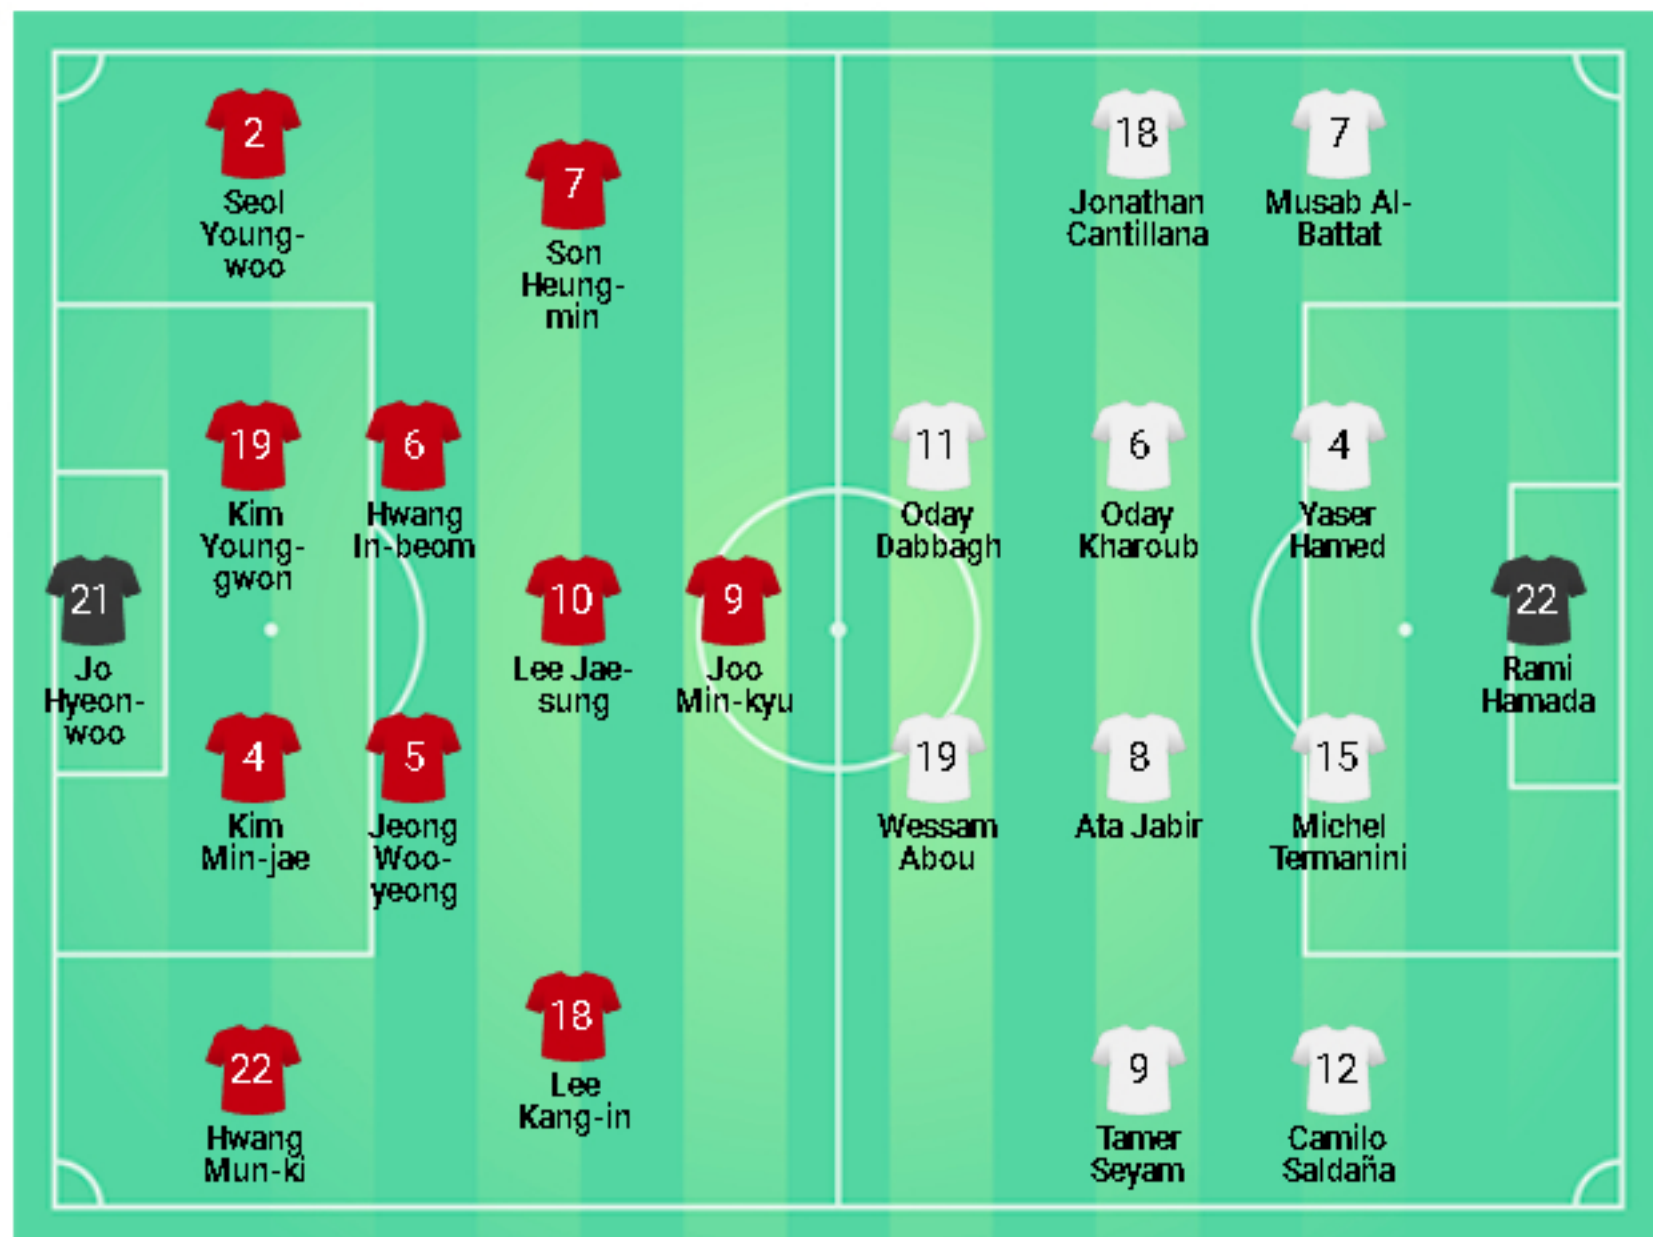 2
Seol
Young-
woo
7
Son
Heung-
min
18
Jonathan
Cantillana
7
Musab Al-
Battat
19
Kim
Young-
gwon
6
Hwang
In-beom
11
Oday
Dabbagh
6
Oday
Kharoub
4
Yaser
Hamed
21
Jo
Hyeon-
woo
10
Lee Jae-
sung
9
Joo
Min-kyu
22
Rami
Hamada
4
Kim
Min-jae
5
Jeong
Woo-
yeong
19
Wessam
Abou
8
Ata Jabir
15
Michel
Termanini
22
Hwang
Mun-ki
18
Lee
Kang-in
9
Tamer
Seyam
12
Camilo
Saldaña